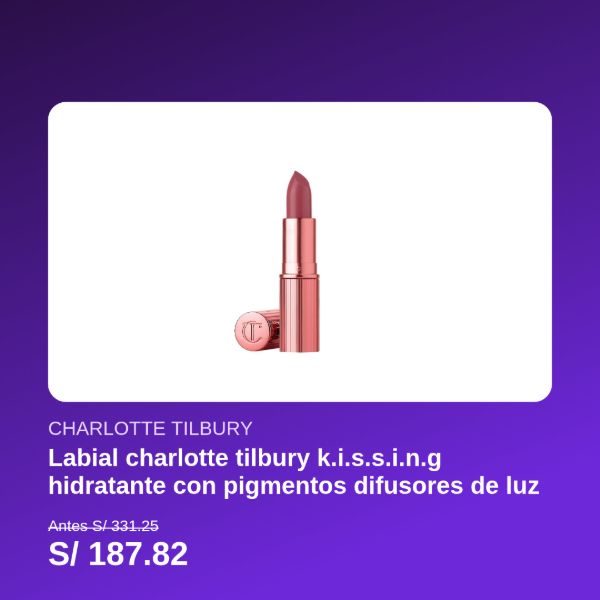 CHARLOTTE TILBURY
Labial charlotte tilbury k.i.s.s.i.n.g
hidratante con pigmentos difusores de luz
Antes S/ 331.25
S/ 187.82